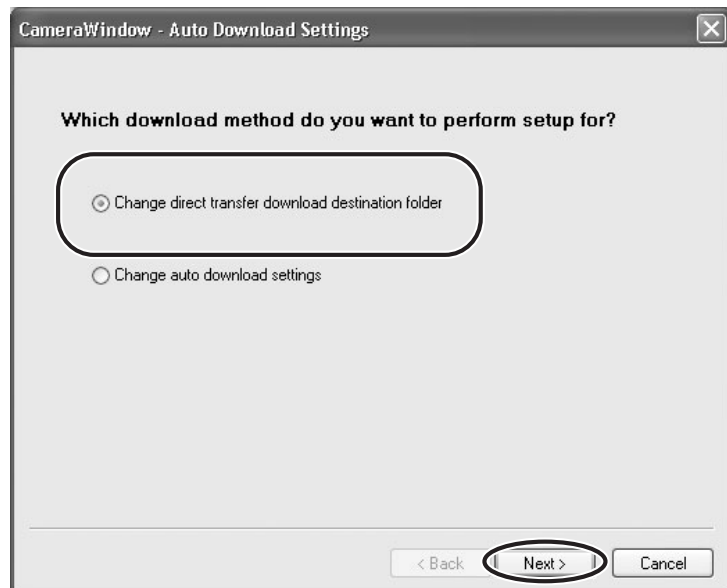 CameraWindow - Auto Download Settings
Which download method do you want to perform setup for?
Change direct transfer download destination folder
Change auto download settings
< Back Next > Cancel